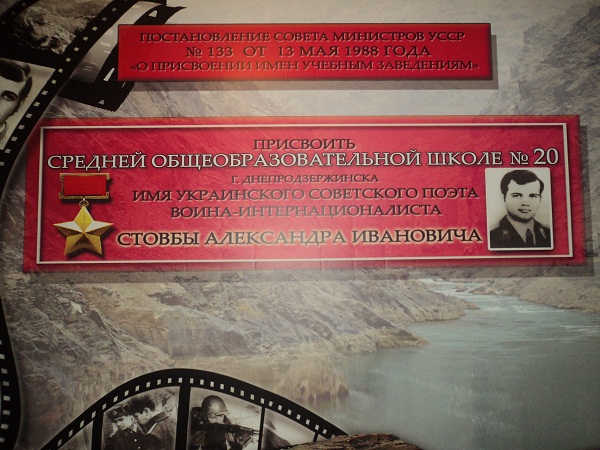 ПОСТАНОВЛЕНИЕ СОВЕТА МИНИСТРОВ УССР
№ 133 ОТ 13 МАЯ 1988 ГОДА
«О ПРИСВОЕНИИ ИМЕН УЧЕБНЫМ ЗАВЕДЕНИЯМ»
ПРИСВОИТЬ
СРЕДНЕЙ ОБЩЕОБРАЗОВАТЕЛЬНОЙ ШКОЛЕ № 20
Г. ДНЕПРОДЗЕРЖИНСКА
ИМЯ УКРАИНСКОГО СОВЕТСКОГО ПОЭТА
ВОИНА-ИНТЕРНАЦИОНАЛИСТА
СТОВБЫ АЛЕКСАНДРА ИВАНОВИЧА